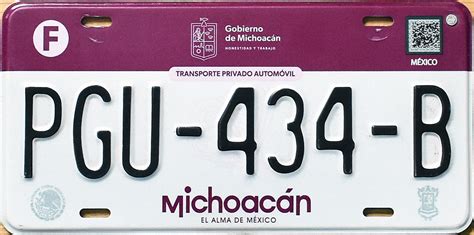 F
Gobierno
de Michoacán
HONESTIDAD Y TRABAJO
MÉXICO
TRANSPORTE PRIVADO AUTOMÓVIL
PGU-434-B
Michoacán
EL ALMA DE MÉXICO